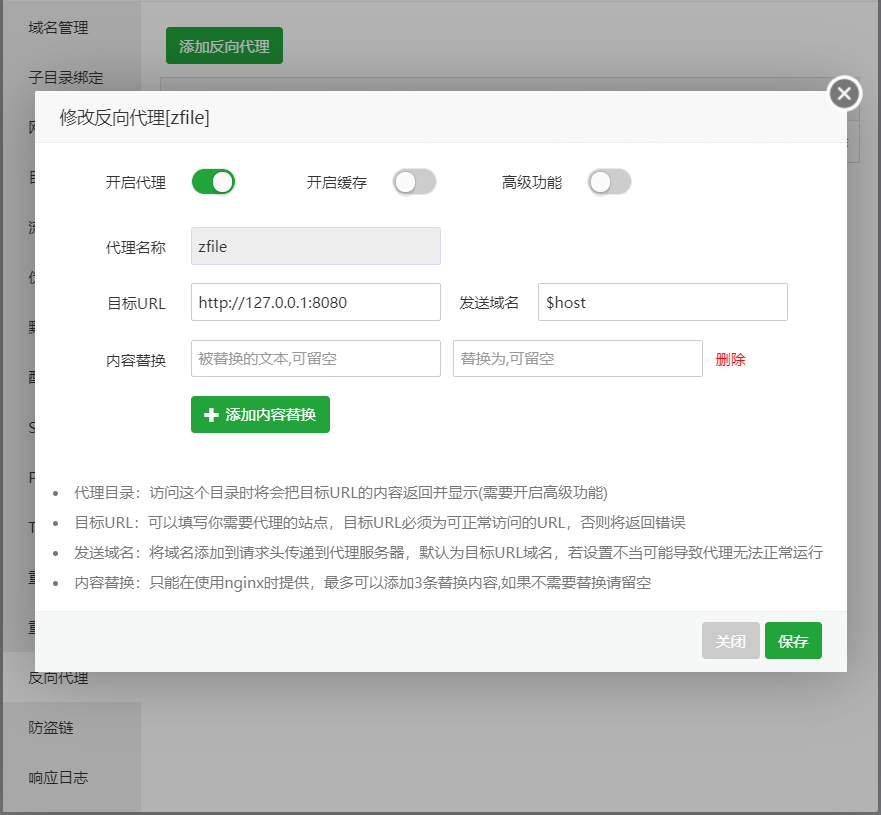 域名管理
添加反向代理
子目录绑定
修改反向代理[zfile]
开启代理 开启缓存 高级功能
代理名称 zfile
目标URL http://127.0.0.1:8080 发送域名 $host
内容替换 被替换的文本,可留空 替换为,可留空 删除
添加内容替换
代理目录：访问这个目录时将会把目标URL的内容返回并显示(需要开启高级功能)
目标URL：可以填写你需要代理的站点，目标URL必须为可正常访问的URL，否则将返回错误
发送域名：将域名添加到请求头传递到代理服务器，默认为目标URL域名，若设置不当可能导致代理无法正常运行
内容替换：只能在使用nginx时提供，最多可以添加3条替换内容,如果不需要替换请留空
关闭 保存
反向代理
防盗链
响应日志